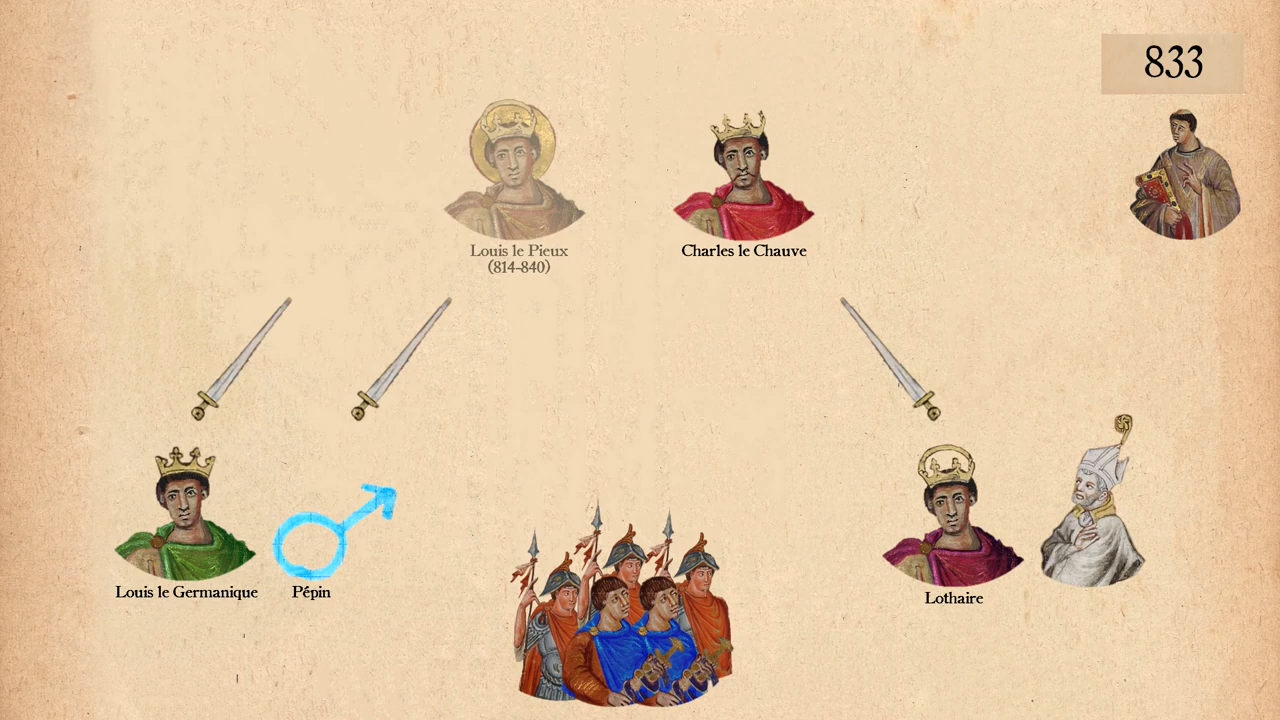 833
Louis le Pieux
(814-840)
Charles le Chauve
Louis le Germanique
Pépin
Lothaire